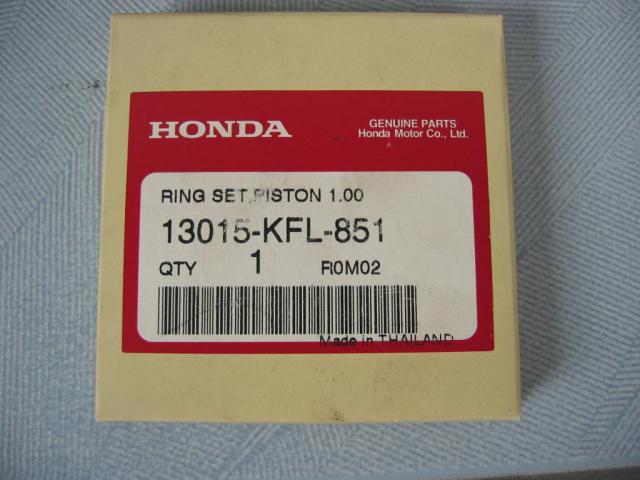 HONDA
GENUINE PARTS
Honda Motor Co., Ltd.
RING SET,PISTON 1.00
13015-KFL-851
QTY 1 R0M02
Made in THAILAND